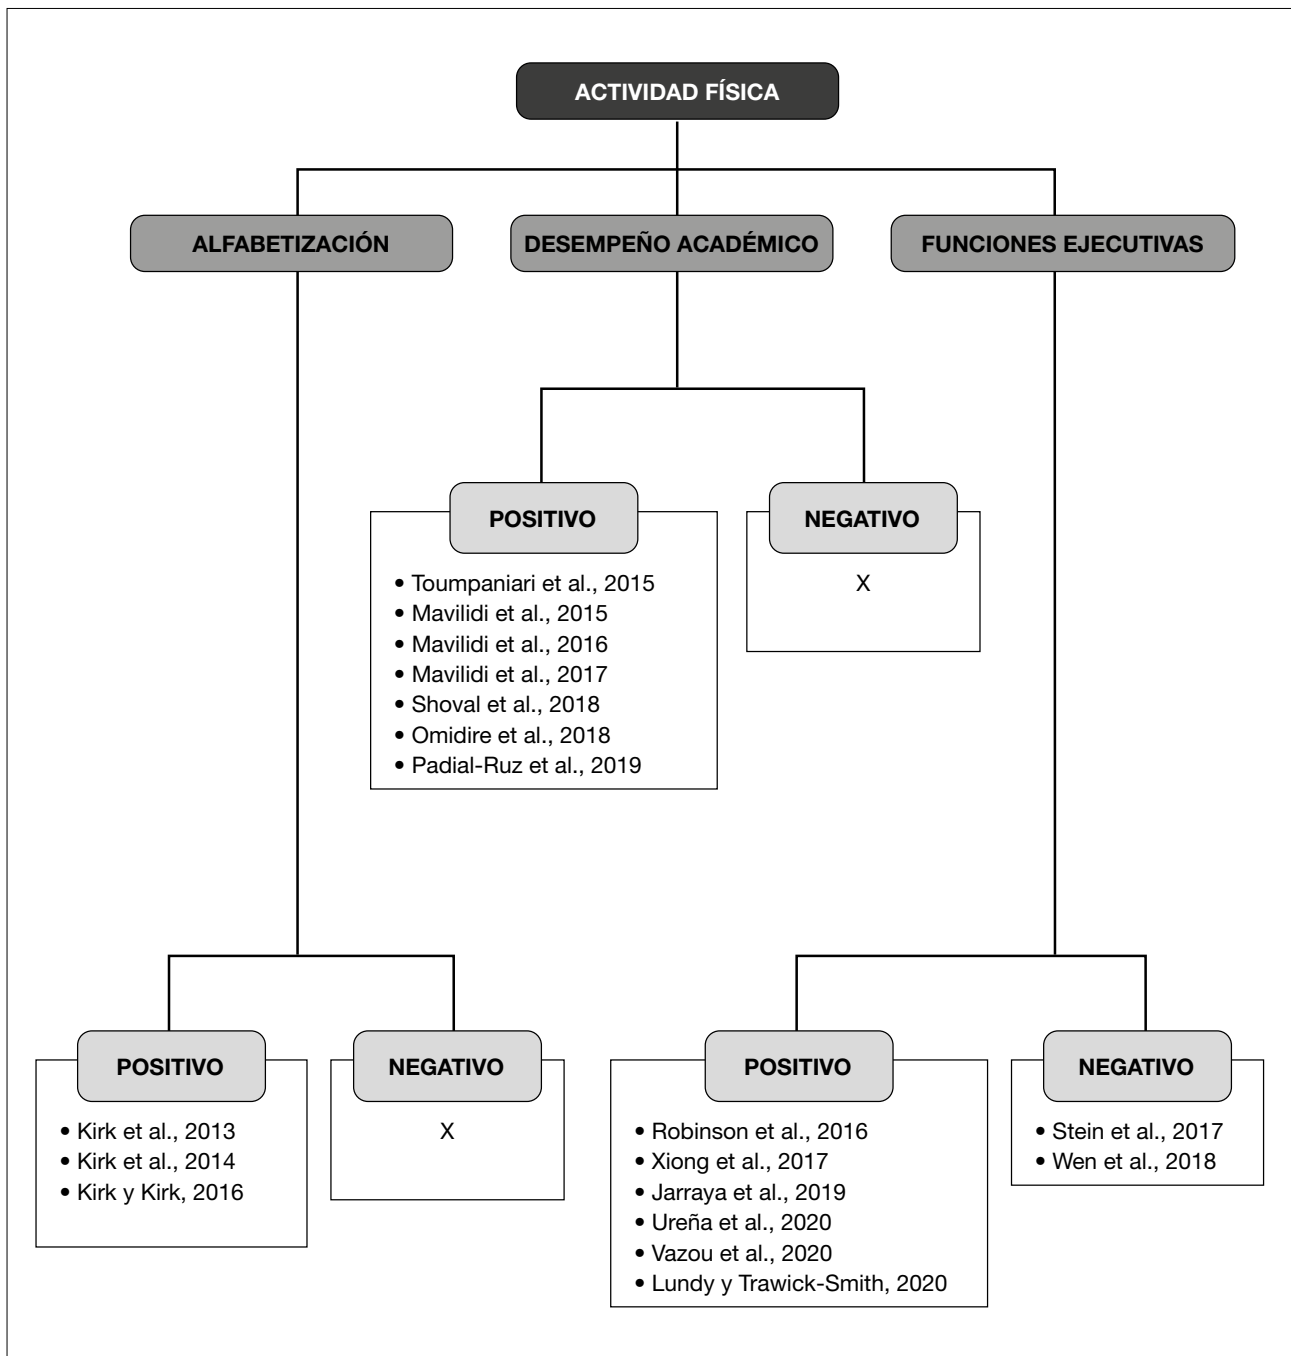 ACTIVIDAD FÍSICA
ALFABETIZACIÓN
DESEMPEÑO ACADÉMICO
FUNCIONES EJECUTIVAS
POSITIVO
• Toumpaniari et al., 2015
• Mavilidi et al., 2015
• Mavilidi et al., 2016
• Mavilidi et al., 2017
• Shoval et al., 2018
• Omidire et al., 2018
• Padial-Ruz et al., 2019
NEGATIVO
X
POSITIVO
• Kirk et al., 2013
• Kirk et al., 2014
• Kirk y Kirk, 2016
NEGATIVO
X
POSITIVO
• Robinson et al., 2016
• Xiong et al., 2017
• Jarraya et al., 2019
• Ureña et al., 2020
• Vazou et al., 2020
• Lundy y Trawick-Smith, 2020
NEGATIVO
• Stein et al., 2017
• Wen et al., 2018